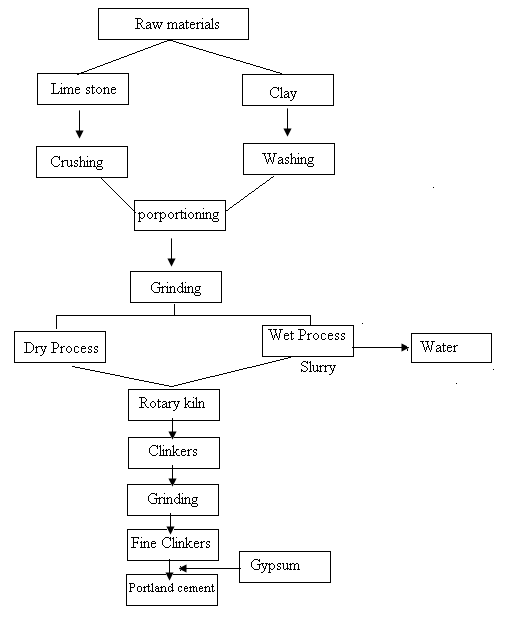 Raw materials
Lime stone
Clay
Crushing
Washing
porportioning
Grinding
Dry Process
Wet Process
Water
Slurry
Rotary kiln
Clinkers
Grinding
Fine Clinkers
Gypsum
Portland cement